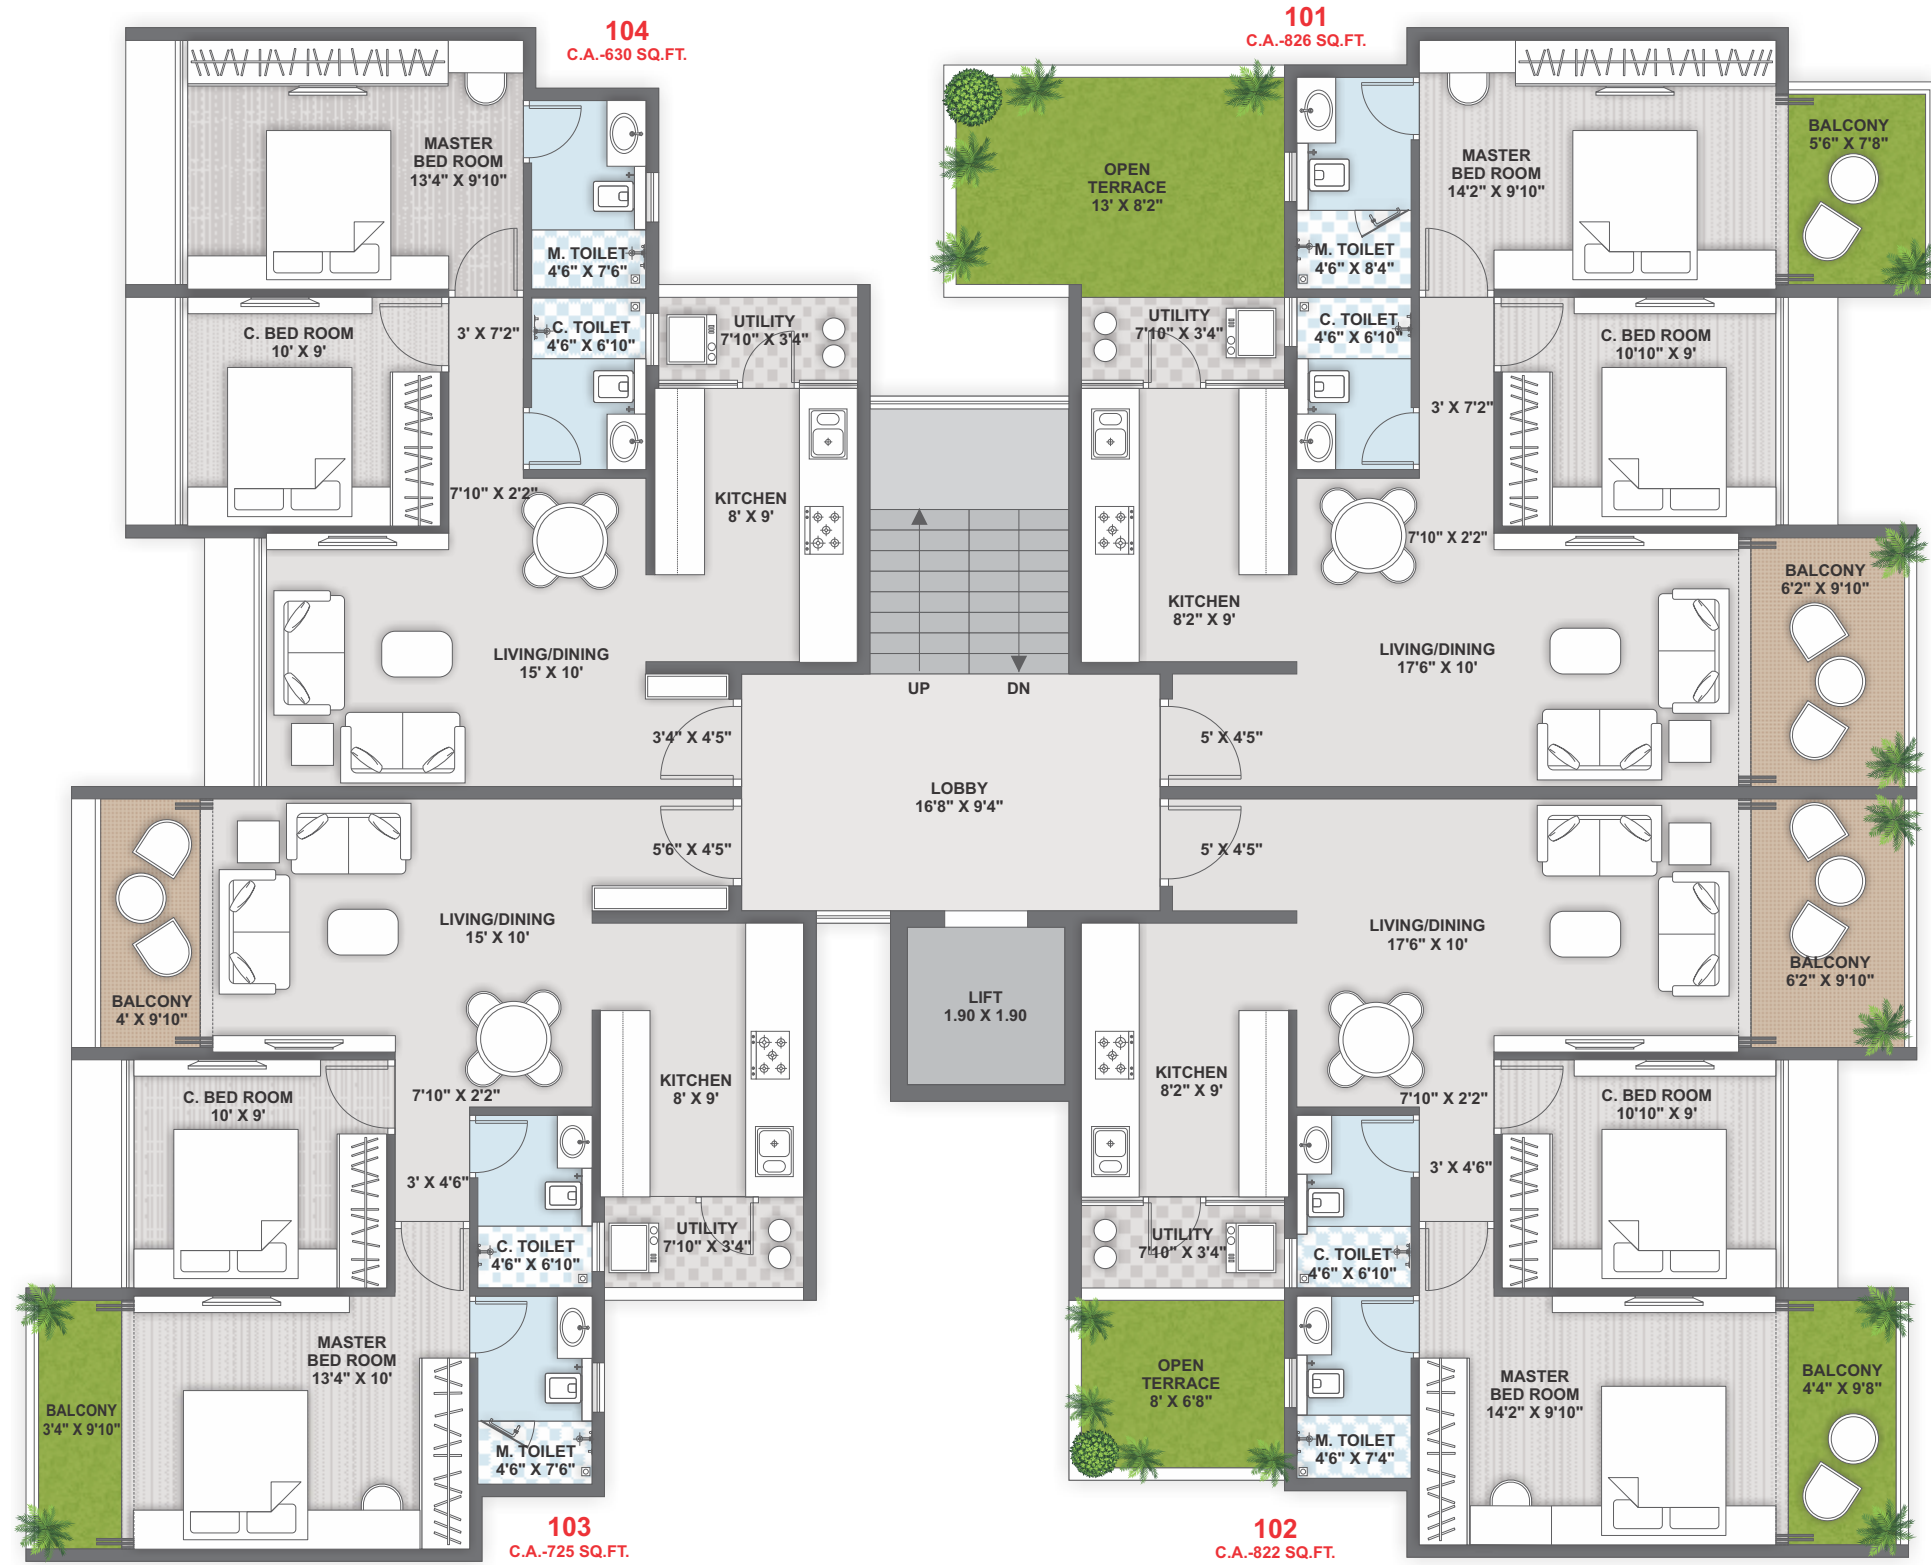 104
C.A.-630 SQ.FT.
MASTER
BED ROOM
13'4" X 9'10"
M. TOILET
4'6" X 7'6"
C. BED ROOM
10' X 9'
3' X 7'2"
C. TOILET
4'6" X 6'10"
UTILITY
7'10" X 3'4"
7'10" X 2'2"
KITCHEN
8' X 9'
LIVING/DINING
15' X 10'
3'4" X 4'5"
101
C.A.-826 SQ.FT.
OPEN
TERRACE
13' X 8'2"
MASTER
BED ROOM
14'2" X 9'10"
BALCONY
5'6" X 7'8"
M. TOILET
4'6" X 8'4"
UTILITY
7'10" X 3'4"
C. TOILET
4'6" X 6'10"
C. BED ROOM
10'10" X 9'
3' X 7'2"
7'10" X 2'2"
KITCHEN
8'2" X 9'
BALCONY
6'2" X 9'10"
LIVING/DINING
17'6" X 10'
5' X 4'5"
UP
DN
LOBBY
16'8" X 9'4"
LIFT
1.90 X 1.90
5'6" X 4'5"
LIVING/DINING
15' X 10'
BALCONY
4' X 9'10"
C. BED ROOM
10' X 9'
7'10" X 2'2"
KITCHEN
8' X 9'
3' X 4'6"
C. TOILET
4'6" X 6'10"
UTILITY
7'10" X 3'4"
MASTER
BED ROOM
13'4" X 10'
BALCONY
3'4" X 9'10"
M. TOILET
4'6" X 7'6"
103
C.A.-725 SQ.FT.
5' X 4'5"
LIVING/DINING
17'6" X 10'
BALCONY
6'2" X 9'10"
KITCHEN
8'2" X 9'
7'10" X 2'2"
C. BED ROOM
10'10" X 9'
3' X 4'6"
UTILITY
7'10" X 3'4"
C. TOILET
4'6" X 6'10"
OPEN
TERRACE
8' X 6'8"
MASTER
BED ROOM
14'2" X 9'10"
BALCONY
4'4" X 9'8"
M. TOILET
4'6" X 7'4"
102
C.A.-822 SQ.FT.